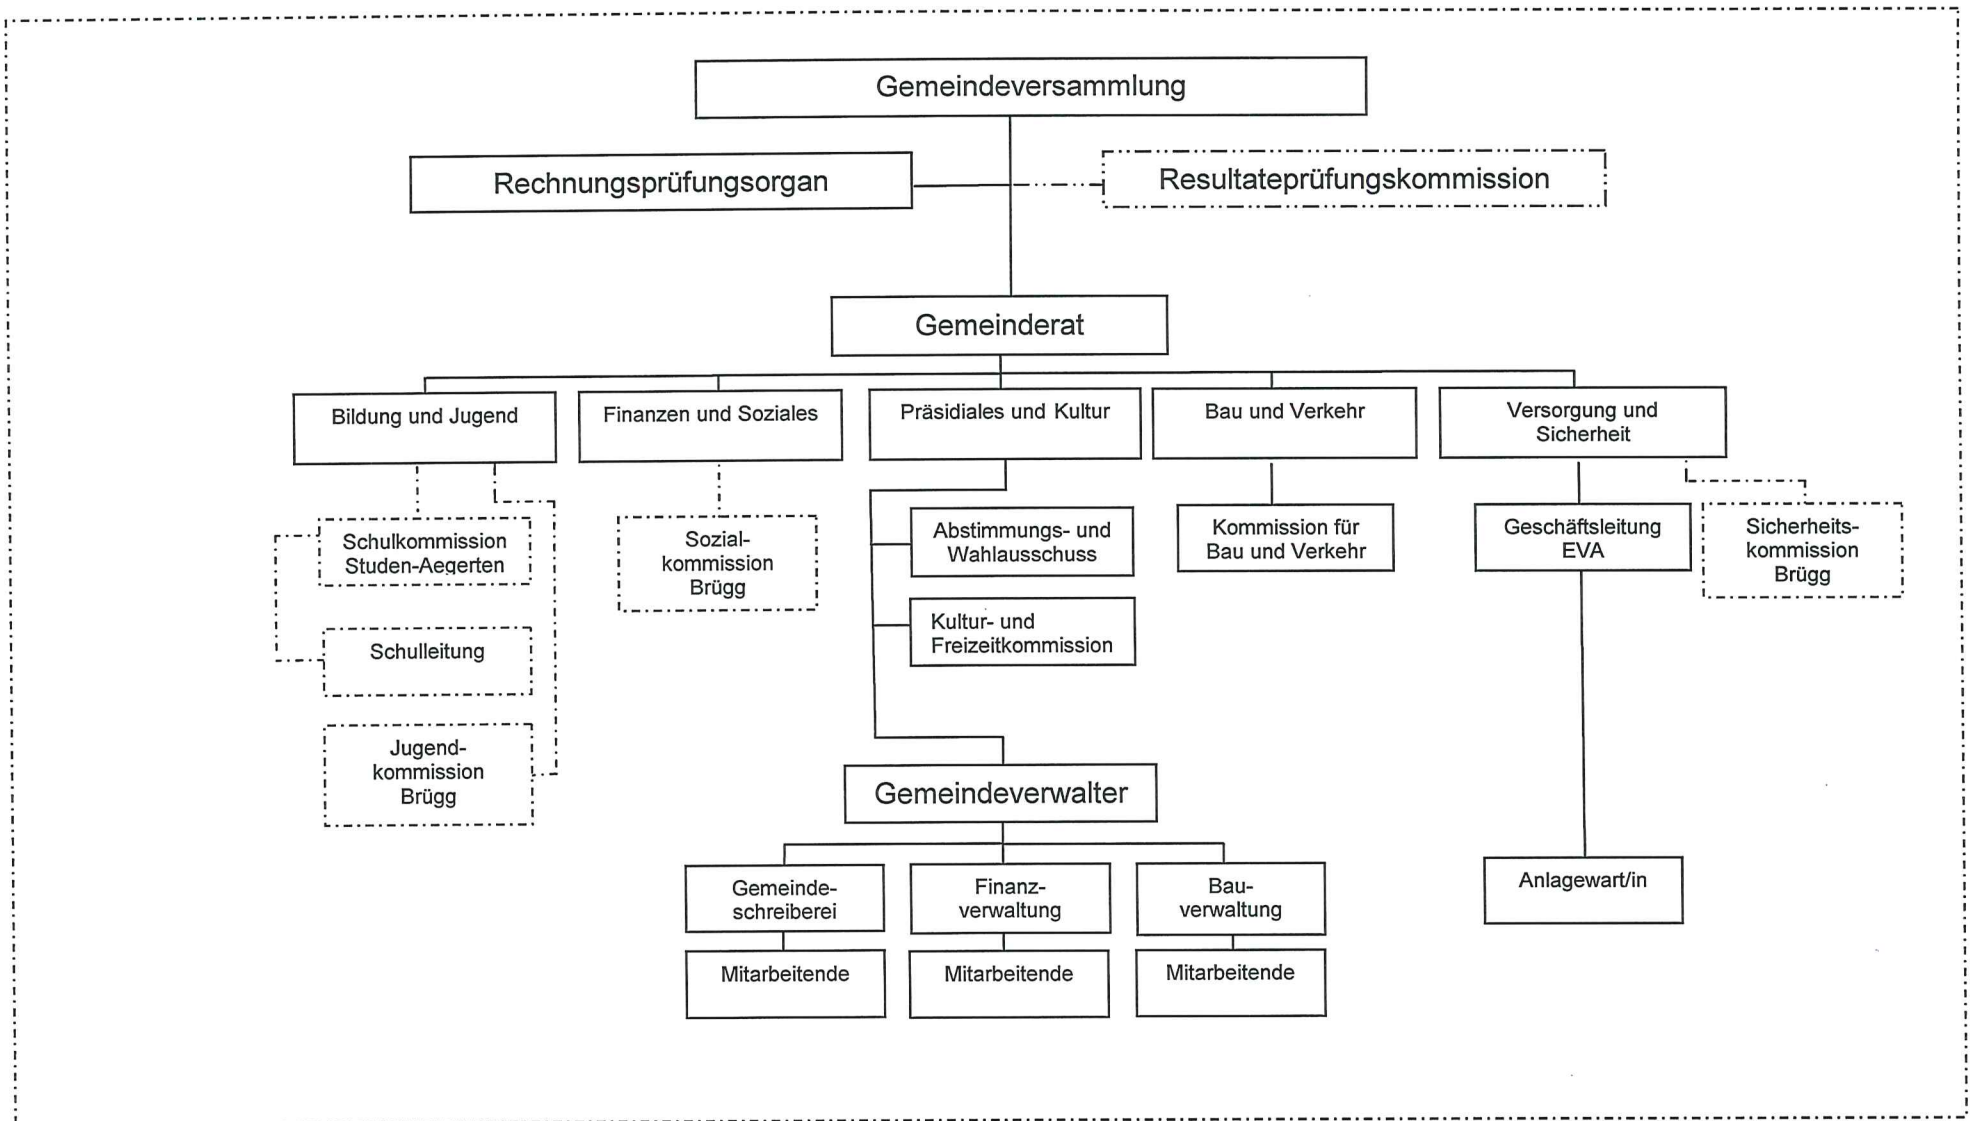 Gemeindeversammlung
Rechnungsprüfungsorgan
Resultateprüfungskommission
Gemeinderat
Bildung und Jugend
Finanzen und Soziales
Präsidiales und Kultur
Bau und Verkehr
Versorgung und
Sicherheit
Schulkommission
Studen-Aegerten
Sozial-
kommission
Brügg
Abstimmungs- und
Wahlausschuss
Kommission für
Bau und Verkehr
Geschäftsleitung
EVA
Sicherheits-
kommission
Brügg
Schulleitung
Kultur- und
Freizeitkommission
Jugend-
kommission
Brügg
Gemeindeverwalter
Gemeinde-
schreiberei
Finanz-
verwaltung
Bau-
verwaltung
Anlagewart/in
Mitarbeitende
Mitarbeitende
Mitarbeitende